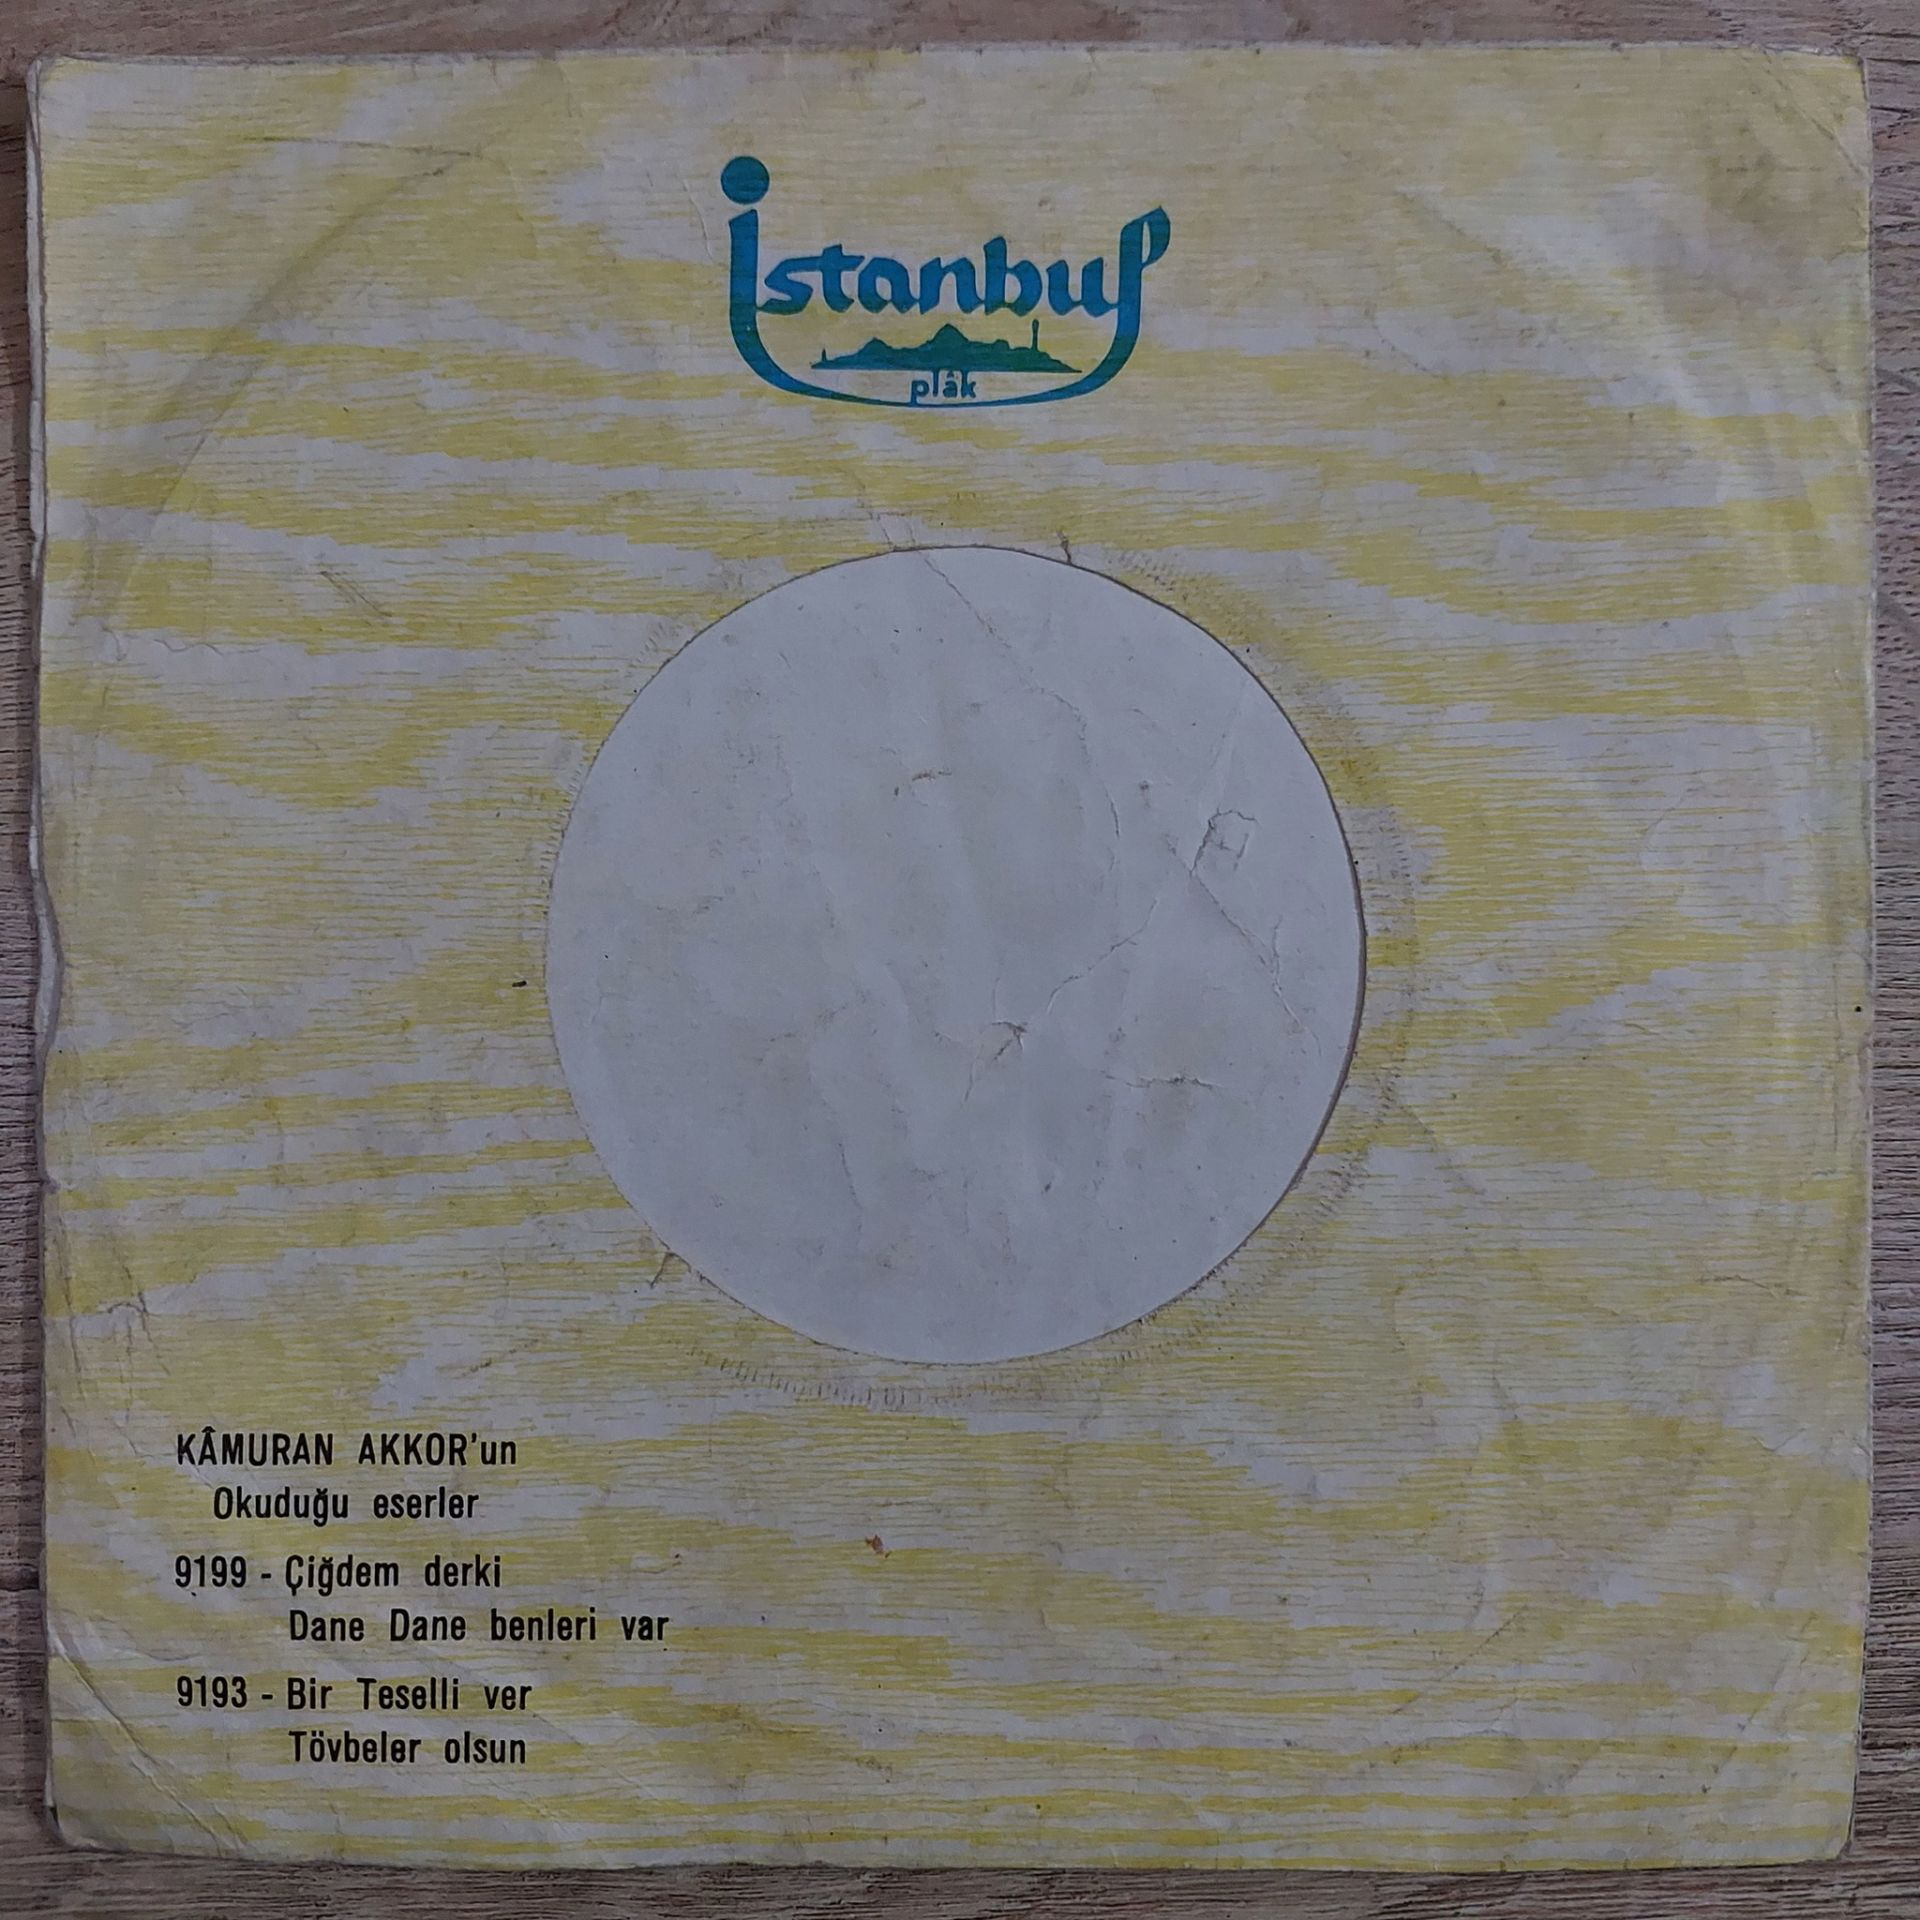 İstanbul
plâk
KÂMURAN AKKOR'un
Okuduğu eserler
9199 - Çiğdem derki
Dane Dane benleri var
9193 - Bir Teselli ver
Tövbeler olsun